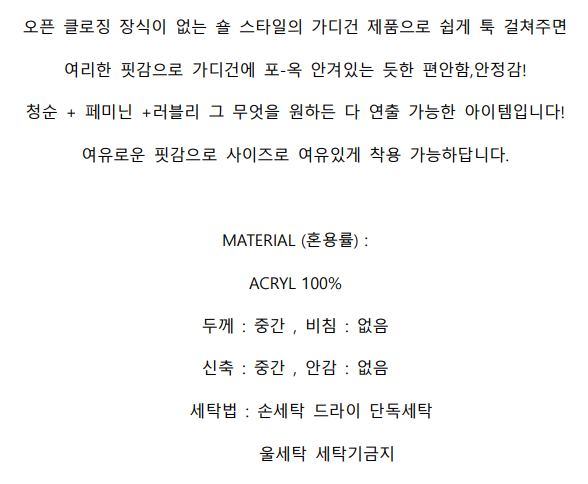 오픈 클로징 장식이 없는 숄 스타일의 가디건 제품으로 쉽게 툭 걸쳐주면
여리한 핏감으로 가디건에 포-옥 안겨있는 듯한 편안함,안정감!
청순 + 페미닌 +러블리 그 무엇을 원하든 다 연출 가능한 아이템입니다!
여유로운 핏감으로 사이즈로 여유있게 착용 가능하답니다.
MATERIAL (혼용률) :
ACRYL 100%
두께 : 중간 , 비침 : 없음
신축 : 중간 , 안감 : 없음
세탁법 : 손세탁 드라이 단독세탁
울세탁 세탁기금지